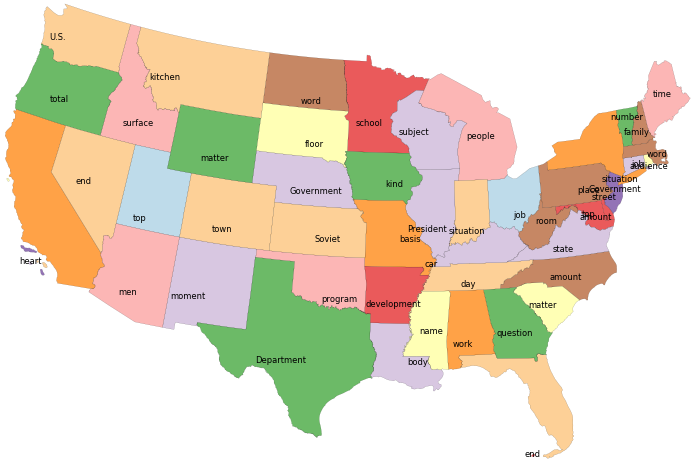 U.S.
total
kitchen
surface
word
school
subject
people
time
number
family
word
job
audience
matter
floor
Government
kind
end
top
town
Soviet
President
situation
job
room
place
situation
Government
street
top
amount
state
basis
car
heart
men
moment
program
development
day
amount
matter
name
work
question
Department
body
end